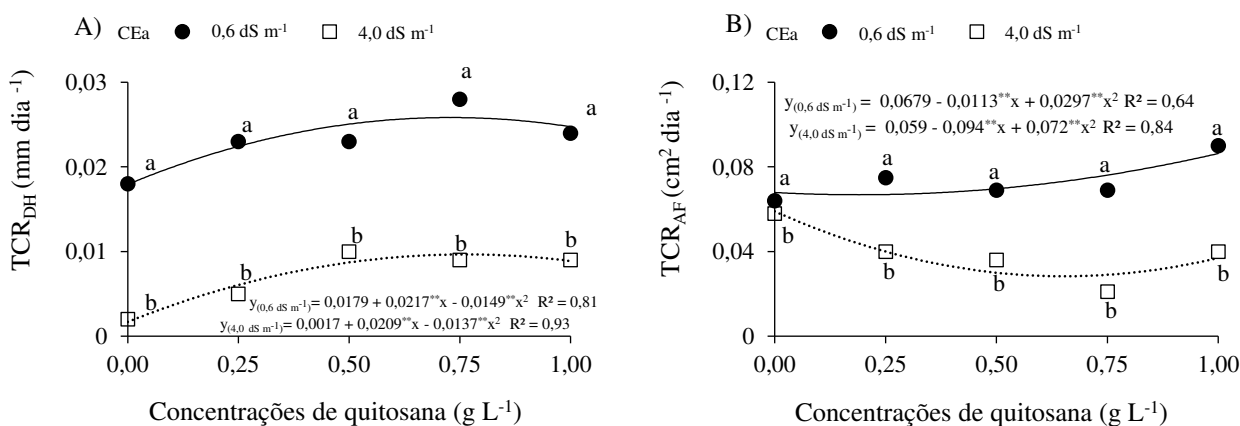 A) CEa 0,6 dS m⁻¹ 4,0 dS m⁻¹
TCR_DH (mm dia ⁻¹)
0,03
0,02
0,01
0
a
a
a
a
a
b
b
b
b
b
y(0,6 dS m⁻¹)= 0,0179 + 0,0217**x - 0,0149**x² R² = 0,81
y(4,0 dS m⁻¹)= 0,0017 + 0,0209**x - 0,0137**x² R² = 0,93
0,00 0,25 0,50 0,75 1,00
Concentrações de quitosana (g L⁻¹)
B) CEa 0,6 dS m⁻¹ 4,0 dS m⁻¹
TCR_AF (cm² dia ⁻¹)
0,12
0,08
0,04
0
y(0,6 dS m⁻¹) = 0,0679 - 0,0113**x + 0,0297**x² R² = 0,64
y(4,0 dS m⁻¹) = 0,059 - 0,094**x + 0,072**x² R² = 0,84
a
a
a
a
a
b
b
b
b
b
0,00 0,25 0,50 0,75 1,00
Concentrações de quitosana (g L⁻¹)